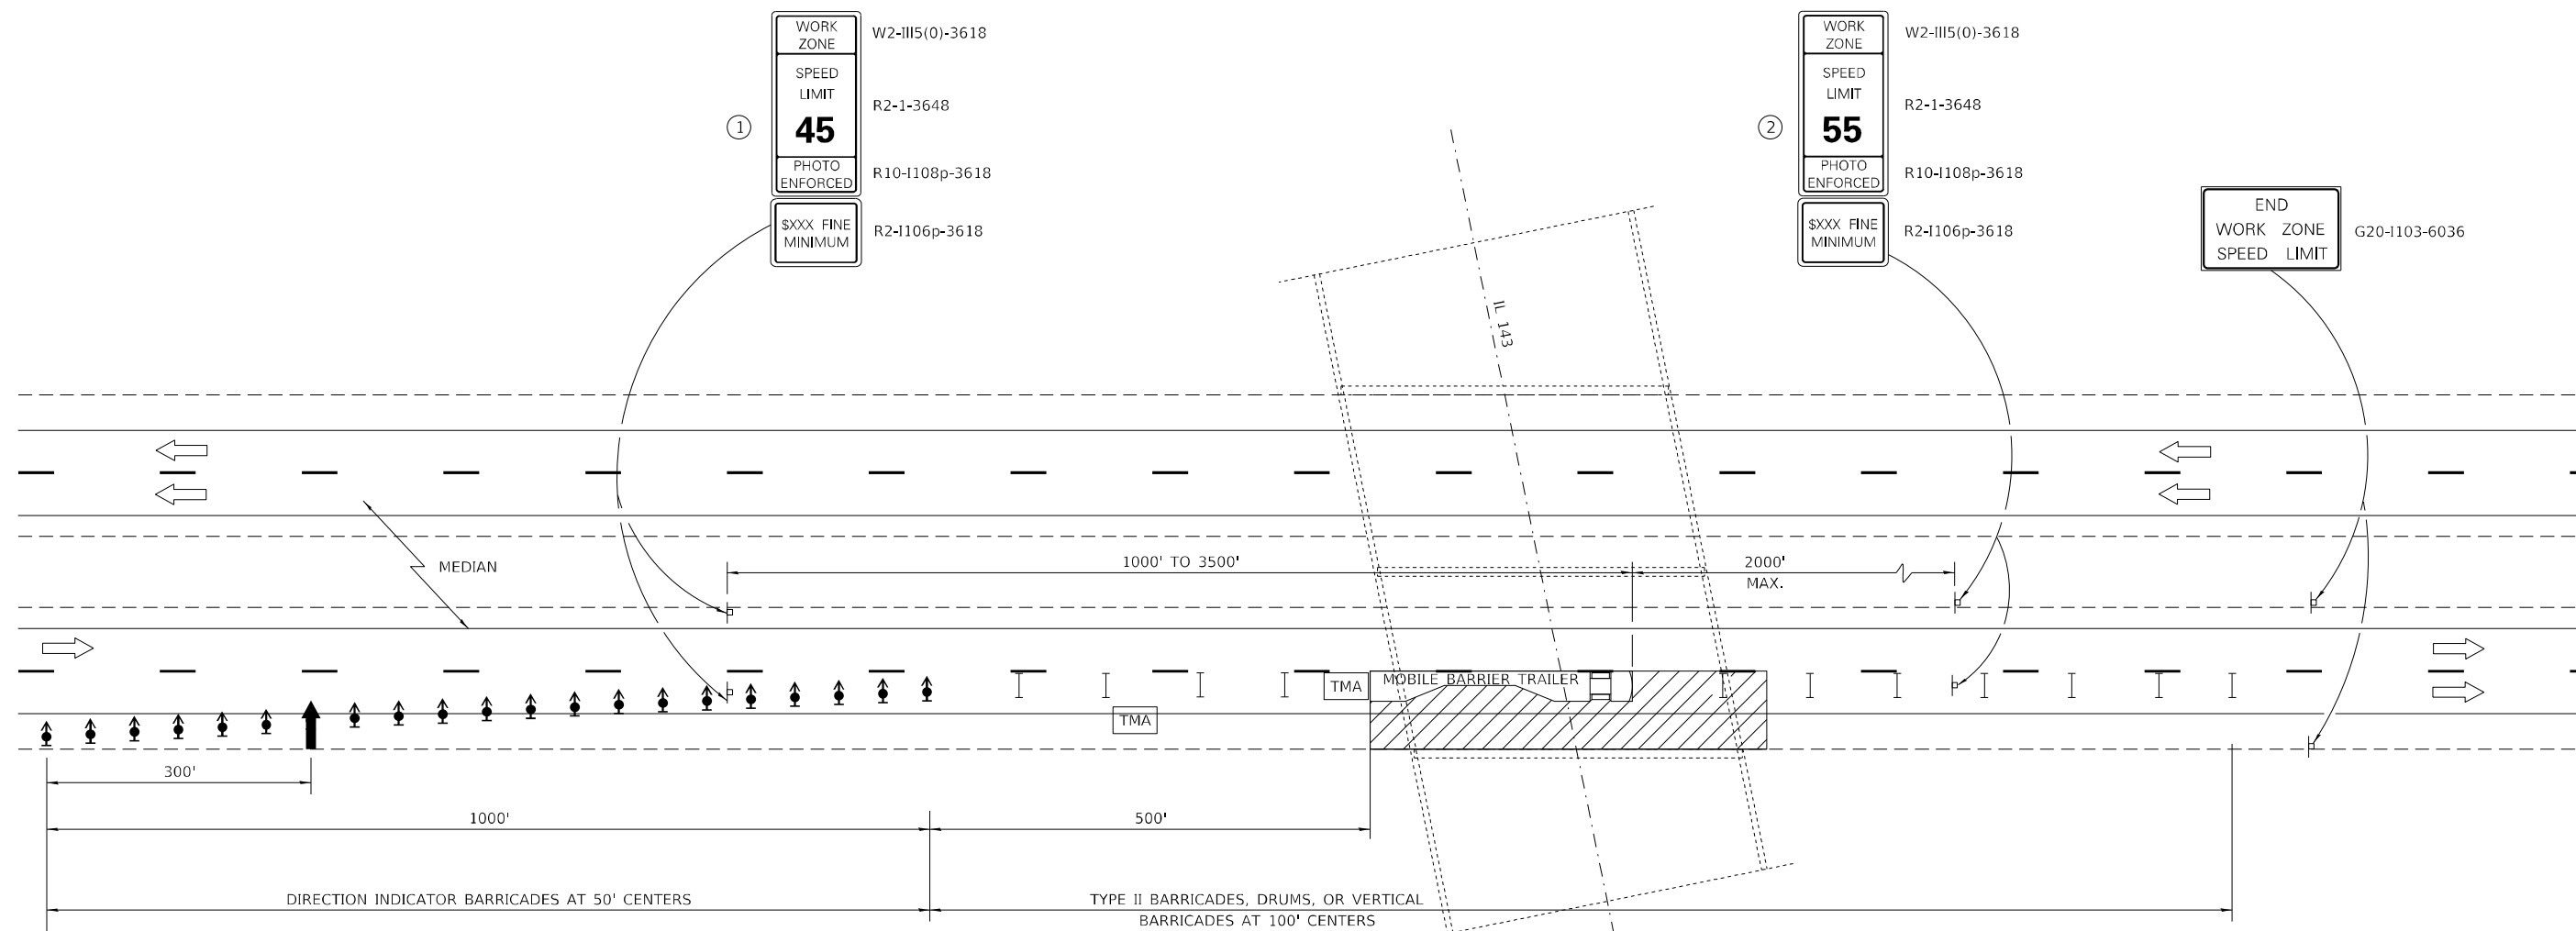 WORK
ZONE
W2-III5(0)-3618
SPEED
LIMIT
45
R2-1-3648
1
PHOTO
ENFORCED
R10-I108p-3618
$XXX FINE
MINIMUM
R2-I106p-3618
WORK
ZONE
W2-III5(0)-3618
SPEED
LIMIT
55
R2-1-3648
2
PHOTO
ENFORCED
R10-I108p-3618
$XXX FINE
MINIMUM
R2-I106p-3618
END
WORK ZONE
SPEED LIMIT
G20-I103-6036
IL 143
MEDIAN
1000' TO 3500'
2000'
MAX.
TMA
MOBILE BARRIER TRAILER
TMA
300'
1000'
500'
DIRECTION INDICATOR BARRICADES AT 50' CENTERS
TYPE II BARRICADES, DRUMS, OR VERTICAL
BARRICADES AT 100' CENTERS